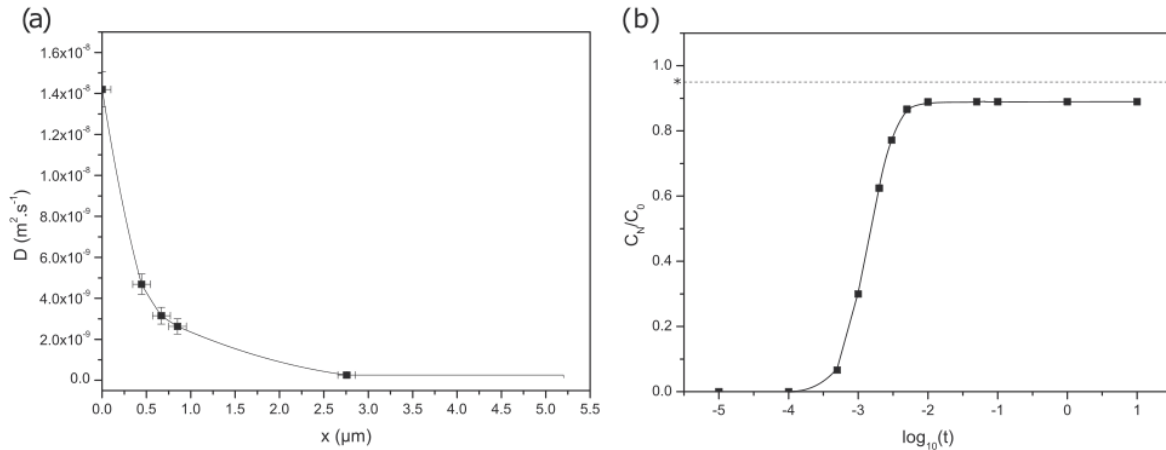 (a)
1.6x10⁻⁸
1.4x10⁻⁸
1.2x10⁻⁸
1.0x10⁻⁸
8.0x10⁻⁹
6.0x10⁻⁹
4.0x10⁻⁹
2.0x10⁻⁹
0.0
D (m².s⁻¹)
0.0 0.5 1.0 1.5 2.0 2.5 3.0 3.5 4.0 4.5 5.0 5.5
x (μm)
(b)
1.0
*
0.8
0.6
0.4
0.2
0.0
C_N/C_0
-5 -4 -3 -2 -1 0 1
log₁₀(t)